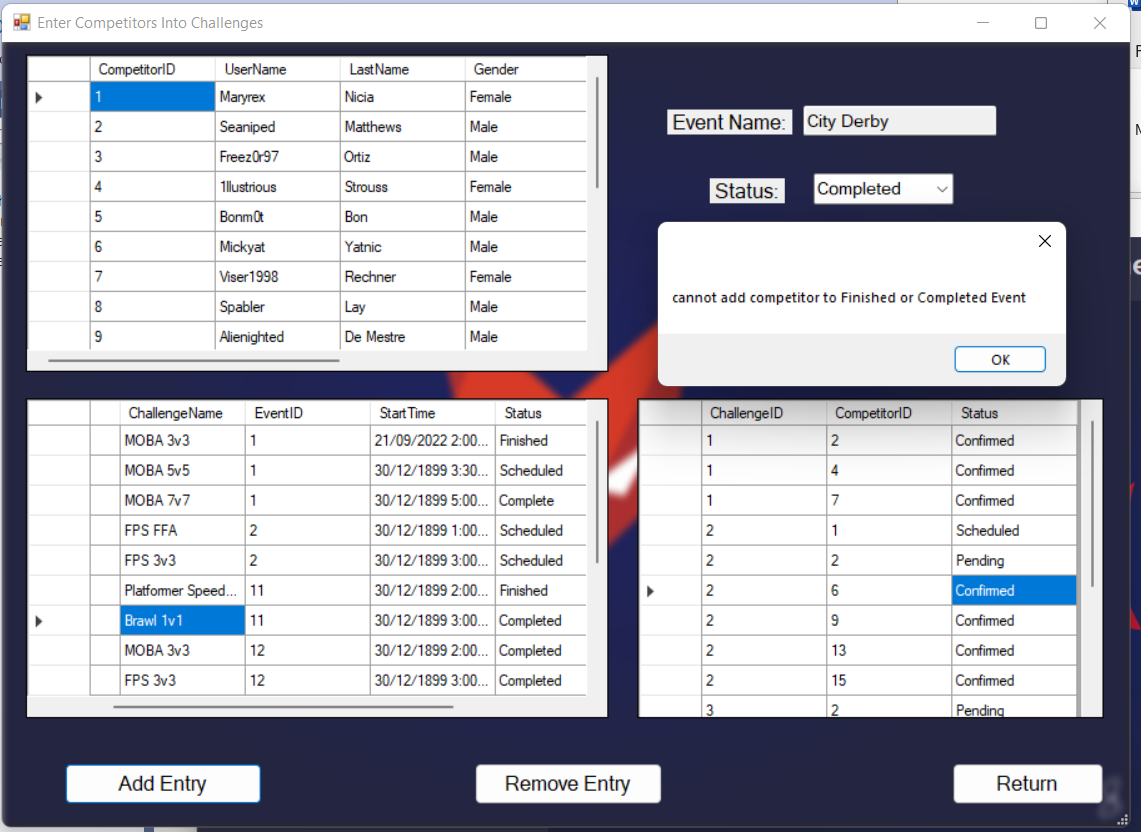 Enter Competitors Into Challenges
CompetitorID UserName LastName Gender
1 Maryrex Nicia Female
2 Seaniped Matthews Male
3 Freez0r97 Ortiz Male
4 1llustrious Strouss Female
5 Bonm0t Bon Male
6 Mickyat Yatnic Male
7 Viser1998 Rechner Female
8 Spabler Lay Male
9 Alienighted De Mestre Male
Event Name: City Derby
Status: Completed
cannot add competitor to Finished or Completed Event
OK
ChallengeName EventID StartTime Status
MOBA 3v3 1 21/09/2022 2:00... Finished
MOBA 5v5 1 30/12/1899 3:30... Scheduled
MOBA 7v7 1 30/12/1899 5:00... Complete
FPS FFA 2 30/12/1899 1:00... Scheduled
FPS 3v3 2 30/12/1899 3:00... Scheduled
Platformer Speed... 11 30/12/1899 2:00... Finished
Brawl 1v1 11 30/12/1899 3:00... Completed
MOBA 3v3 12 30/12/1899 2:00... Completed
FPS 3v3 12 30/12/1899 3:00... Completed
ChallengeID CompetitorID Status
1 2 Confirmed
1 4 Confirmed
1 7 Confirmed
2 1 Scheduled
2 2 Pending
2 6 Confirmed
2 9 Confirmed
2 13 Confirmed
2 15 Confirmed
3 2 Pending
Add Entry
Remove Entry
Return